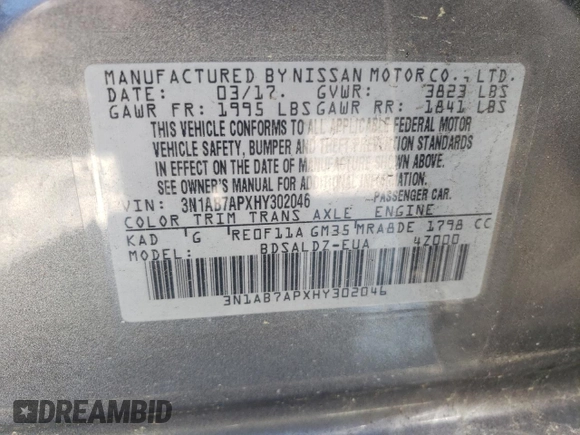 MANUFACTURED BY NISSAN MOTOR CO., LTD.
DATE: 03/17. GVWR: 3823 LBS
GAWR FR: 1995 LBS GAWR RR: 1841 LBS
THIS VEHICLE CONFORMS TO ALL APPLICABLE FEDERAL MOTOR
VEHICLE SAFETY, BUMPER AND THEFT PREVENTION STANDARDS
IN EFFECT ON THE DATE OF MANUFACTURE SHOWN ABOVE.
SEE OWNER'S MANUAL FOR ADDITIONAL INFORMATION.
VIN: 3N1AB7APXHY302046 PASSENGER CAR.
COLOR TRIM TRANS AXLE ENGINE
KAD G RE0F11A GM35 MRA8DE 1798 CC
MODEL: BDSALDZ-EUA 4Z000
3N1AB7APXHY302046
DREAMBID